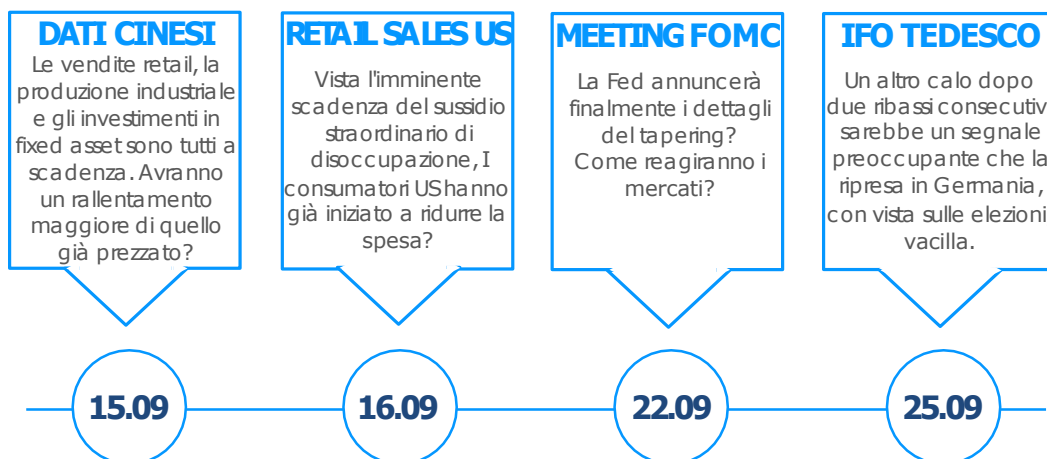 DATI CINESI
Le vendite retail, la
produzione industriale
e gli investimenti in
fixed asset sono tutti a
scadenza. Avranno
un rallentamento
maggiore di quello
già prezzato?
15.09
RETAIL SALES US
Vista l'imminente
scadenza del sussidio
straordinario di
disoccupazione, I
consumatori US hanno
già iniziato a ridurre la
spesa?
16.09
MEETING FOMC
La Fed annuncerà
finalmente i dettagli
del tapering?
Come reagiranno i
mercati?
22.09
IFO TEDESCO
Un altro calo dopo
due ribassi consecutiv
sarebbe un segnale
preoccupante che la
ripresa in Germania,
con vista sulle elezioni,
vacilla.
25.09